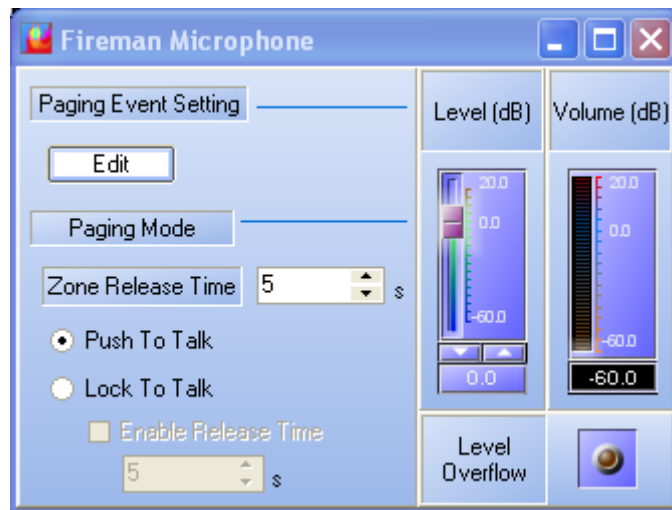 Fireman Microphone
Paging Event Setting
Edit
Paging Mode
Zone Release Time 5 s
Push To Talk
Lock To Talk
Enable Release Time
5 s
Level (dB)
20.0
0.0
-60.0
0.0
Volume (dB)
20.0
0.0
-60.0
-60.0
Level
Overflow